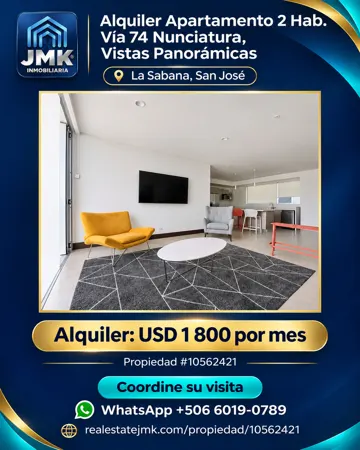 JMK
INMOBILIARIA
Alquiler Apartamento 2 Hab.
Vía 74 Nunciatura,
Vistas Panorámicas
La Sabana, San José
Alquiler: USD 1 800 por mes
Propiedad #10562421
Coordine su visita
WhatsApp +506 6019-0789
realestatejmk.com/propiedad/10562421